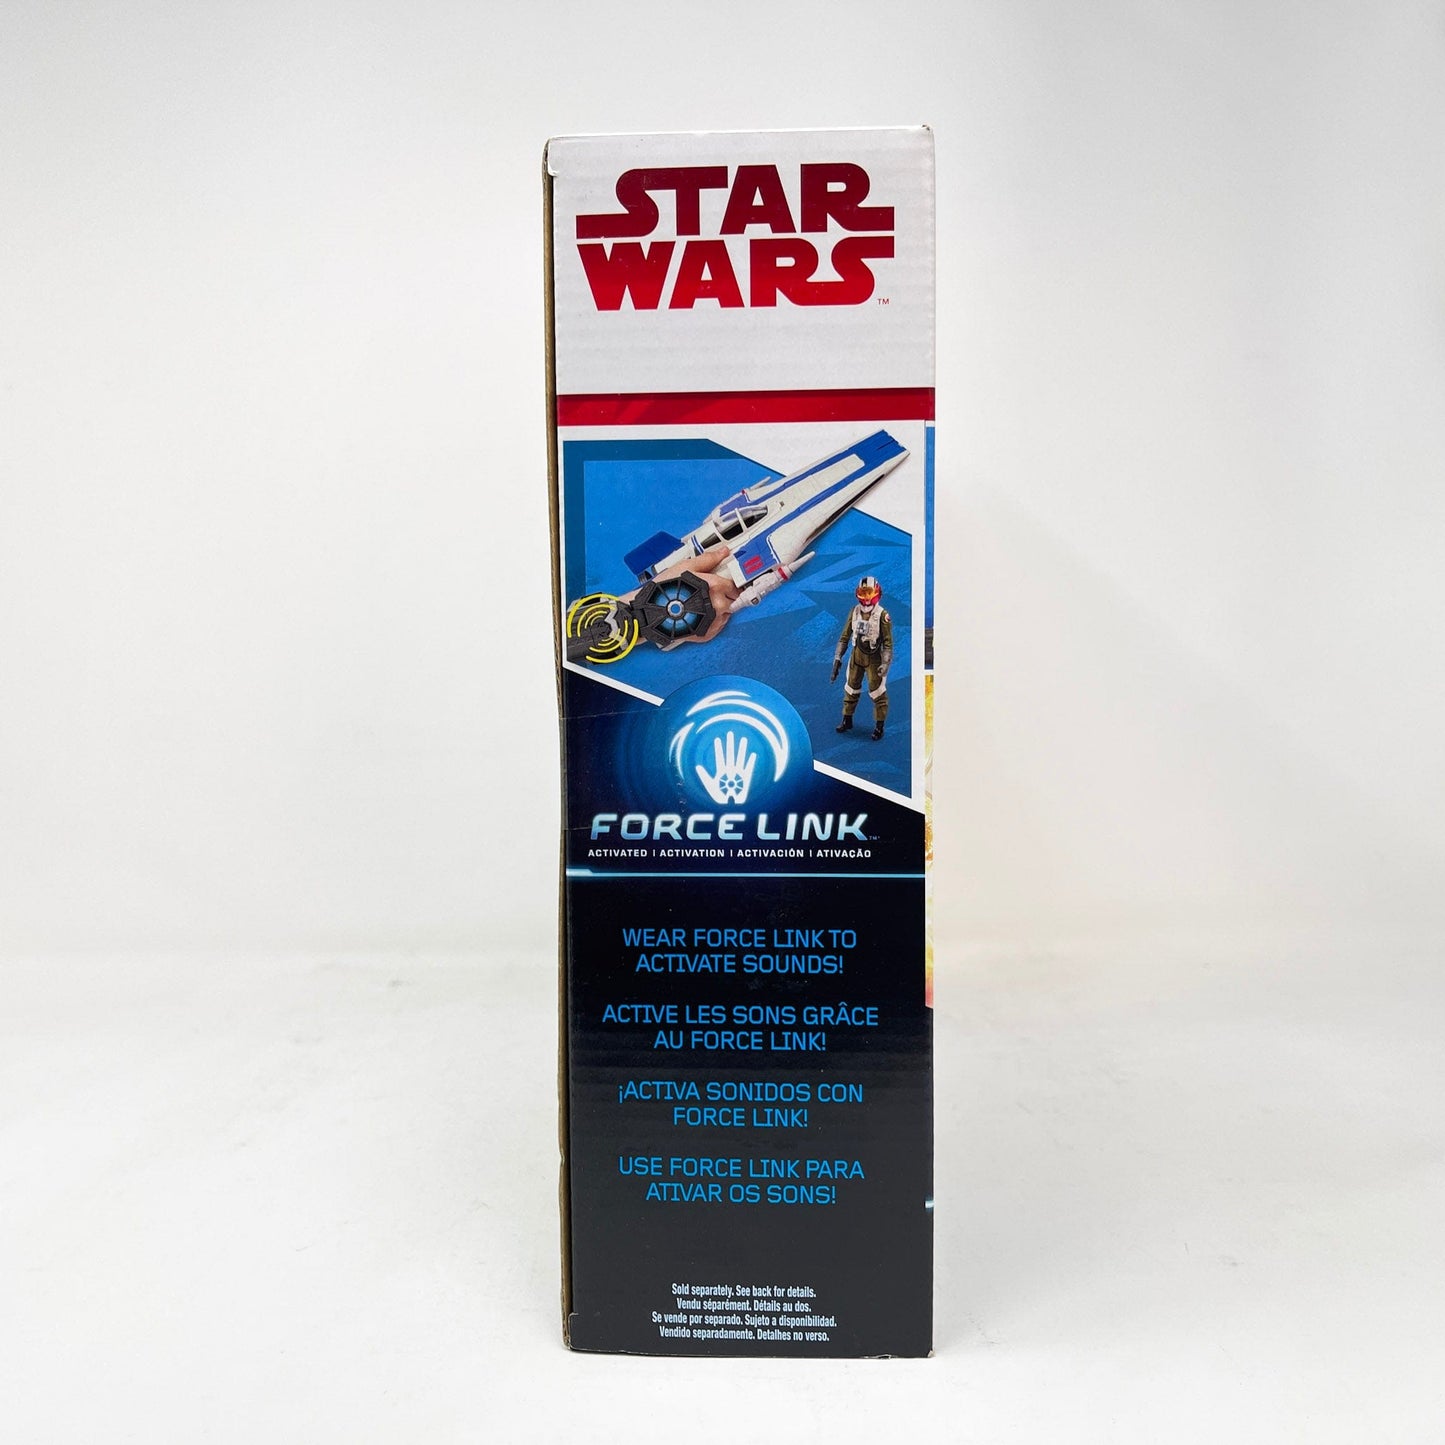 STAR
WARS™
FORCE LINK™
ACTIVATED | ACTIVATION | ACTIVACIÓN | ATIVAÇÃO
WEAR FORCE LINK TO
ACTIVATE SOUNDS!
ACTIVE LES SONS GRÂCE
AU FORCE LINK!
¡ACTIVA SONIDOS CON
FORCE LINK!
USE FORCE LINK PARA
ATIVAR OS SONS!
Sold separately. See back for details.
Vendu séparément. Détails au dos.
Se vende por separado. Sujeto a disponibilidad.
Vendido separadamente. Detalhes no verso.